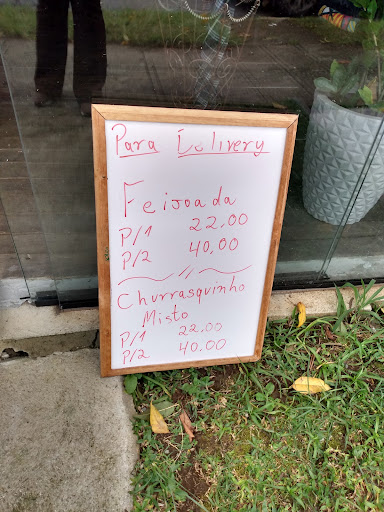 Para Delivery
Feijoada
P/1 22,00
P/2 40,00
Churrasquinho
Misto
P/1 22,00
P/2 40,00